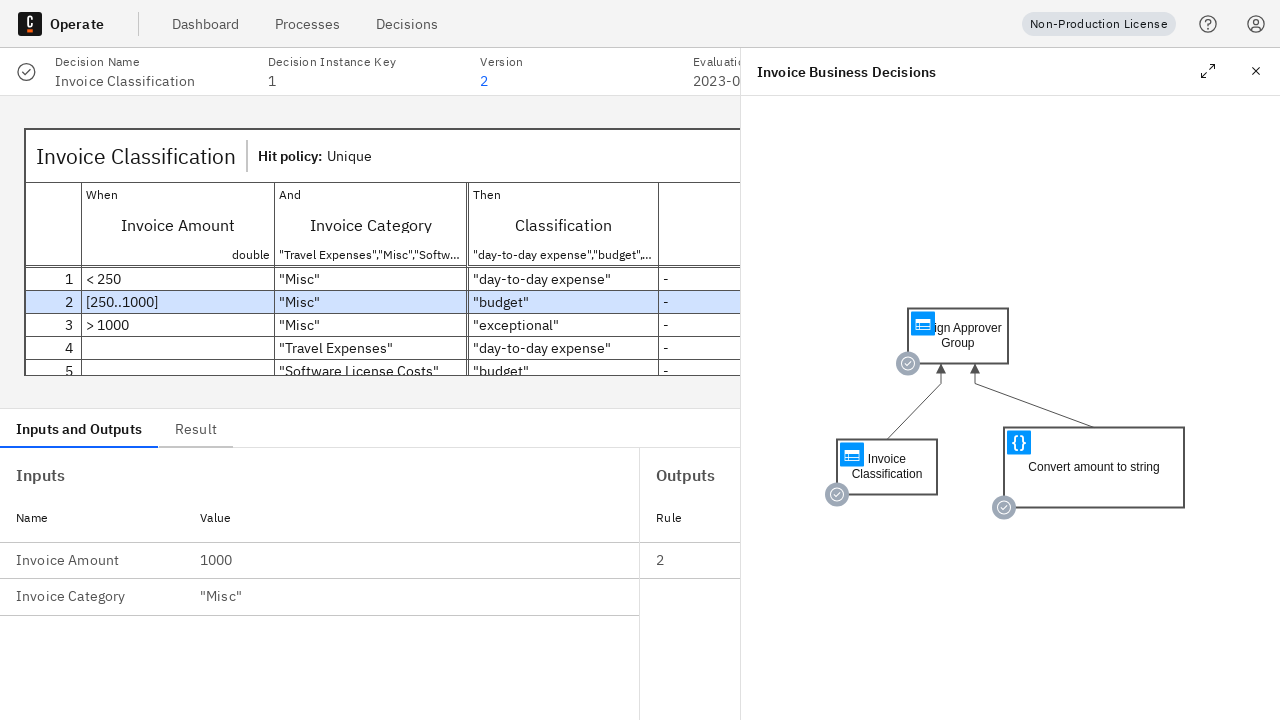 Operate
Dashboard
Processes
Decisions
Non-Production License
Decision Name
Invoice Classification
Decision Instance Key
1
Version
2
2023-0
Invoice Business Decisions
Invoice Classification
Hit policy: Unique
When
Invoice Amount
double
And
Invoice Category
"Travel Expenses","Misc","Softw...
Then
Classification
"day-to-day expense","budget",...
1 < 250 "Misc" "day-to-day expense" -
2 [250..1000] "Misc" "budget" -
3 > 1000 "Misc" "exceptional" -
4 "Travel Expenses" "day-to-day expense" -
5 "Software License Costs" "budget" -
Inputs and Outputs
Result
Inputs
Name Value
Invoice Amount 1000
Invoice Category "Misc"
Outputs
Rule
2
Approver
Group
Invoice
Classification
{}
Convert amount to string